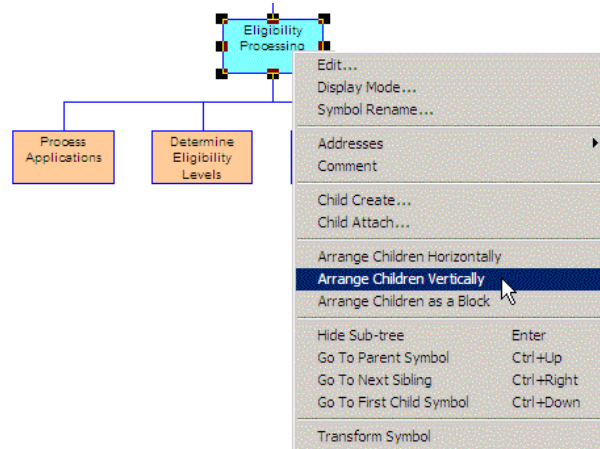 Eligibility
Processing
Process
Applications
Determine
Eligibility
Levels
Edit...
Display Mode...
Symbol Rename...
Addresses
Comment
Child Create...
Child Attach...
Arrange Children Horizontally
Arrange Children Vertically
Arrange Children as a Block
Hide Sub-tree Enter
Go To Parent Symbol Ctrl+Up
Go To Next Sibling Ctrl+Right
Go To First Child Symbol Ctrl+Down
Transform Symbol